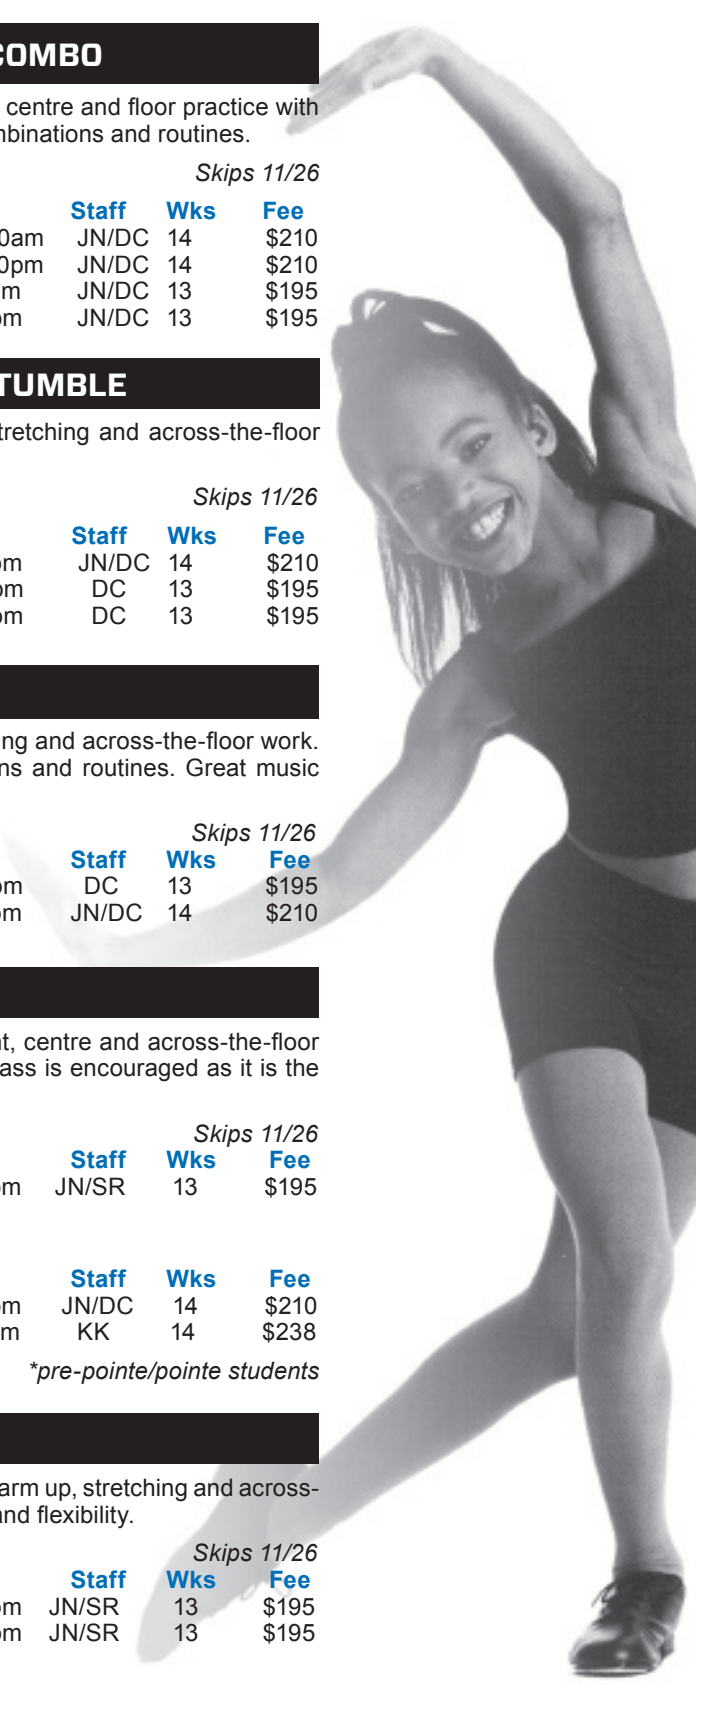 COMBO
centre and floor practice with
mbinations and routines.
Skips 11/26
Staff Wks Fee
0am JN/DC 14 $210
0pm JN/DC 14 $210
m JN/DC 13 $195
om JN/DC 13 $195
TUMBLE
tretching and across-the-floor
Skips 11/26
Staff Wks Fee
om JN/DC 14 $210
om DC 13 $195
om DC 13 $195
ng and across-the-floor work.
ns and routines. Great music
Skips 11/26
Staff Wks Fee
om DC 13 $195
om JN/DC 14 $210
t, centre and across-the-floor
ass is encouraged as it is the
Skips 11/26
Staff Wks Fee
om JN/SR 13 $195
Staff Wks Fee
om JN/DC 14 $210
m KK 14 $238
*pre-pointe/pointe students
arm up, stretching and across-
and flexibility.
Skips 11/26
Staff Wks Fee
om JN/SR 13 $195
om JN/SR 13 $195